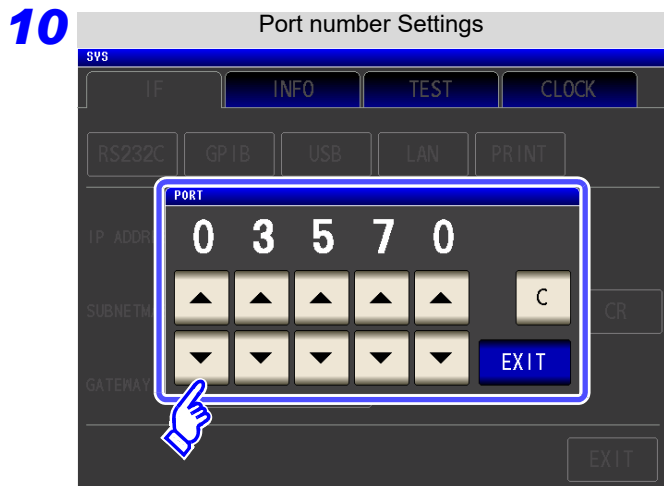 10
Port number Settings
SYS
IF INFO TEST CLOCK
RS232C GPIB USB LAN PRINT
PORT
0 3 5 7 0
IP ADDR
C
SUBNETM CR
EXIT
GATEWAY
EXIT